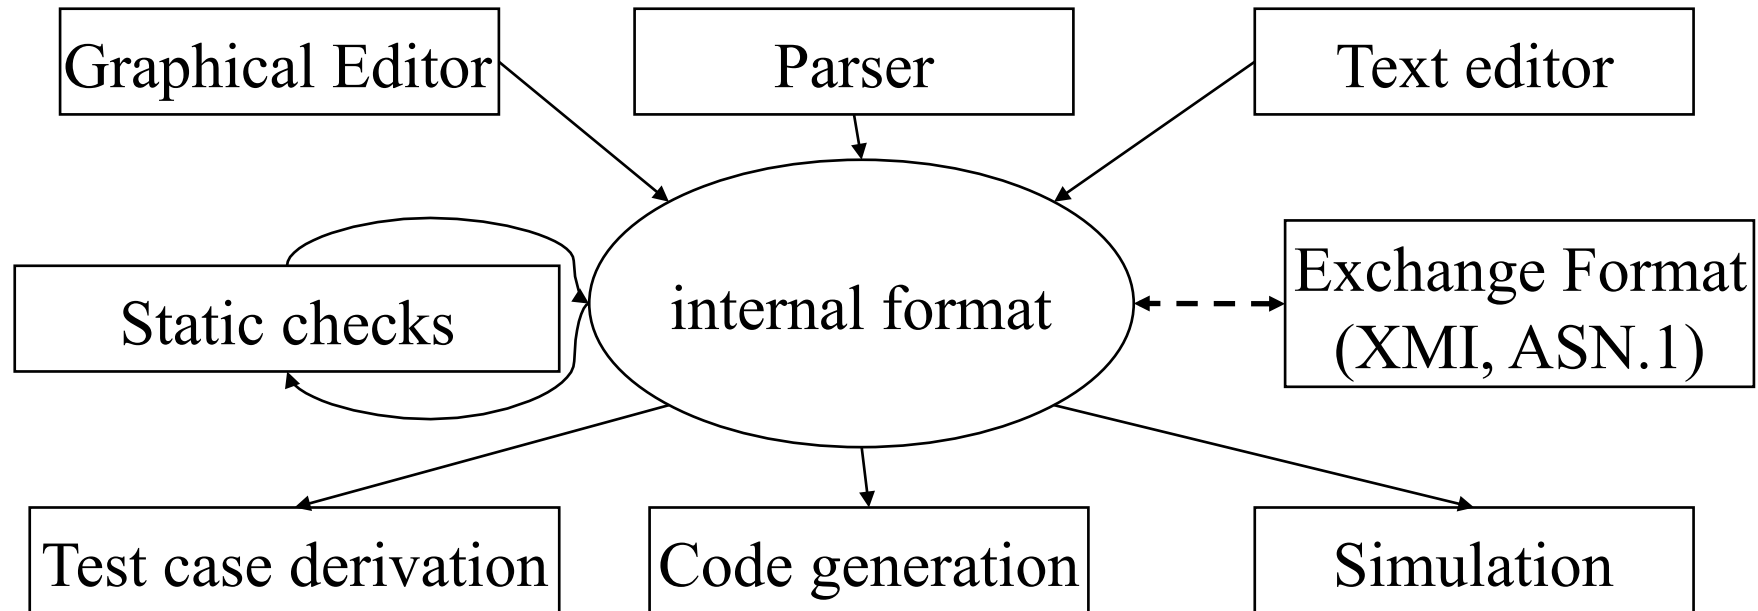 Graphical Editor
Parser
Text editor
Static checks
internal format
Exchange Format
(XMI, ASN.1)
Test case derivation
Code generation
Simulation